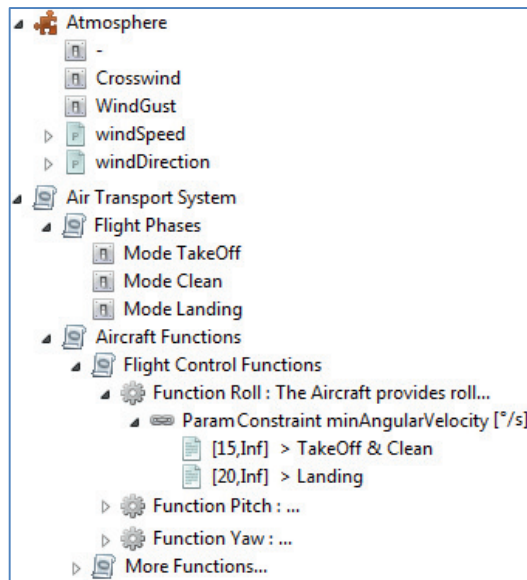 Atmosphere
-
Crosswind
WindGust
windSpeed
windDirection
Air Transport System
Flight Phases
Mode TakeOff
Mode Clean
Mode Landing
Aircraft Functions
Flight Control Functions
Function Roll : The Aircraft provides roll...
ParamConstraint minAngularVelocity [°/s]
[15,Inf] > TakeOff & Clean
[20,Inf] > Landing
Function Pitch : ...
Function Yaw : ...
More Functions...